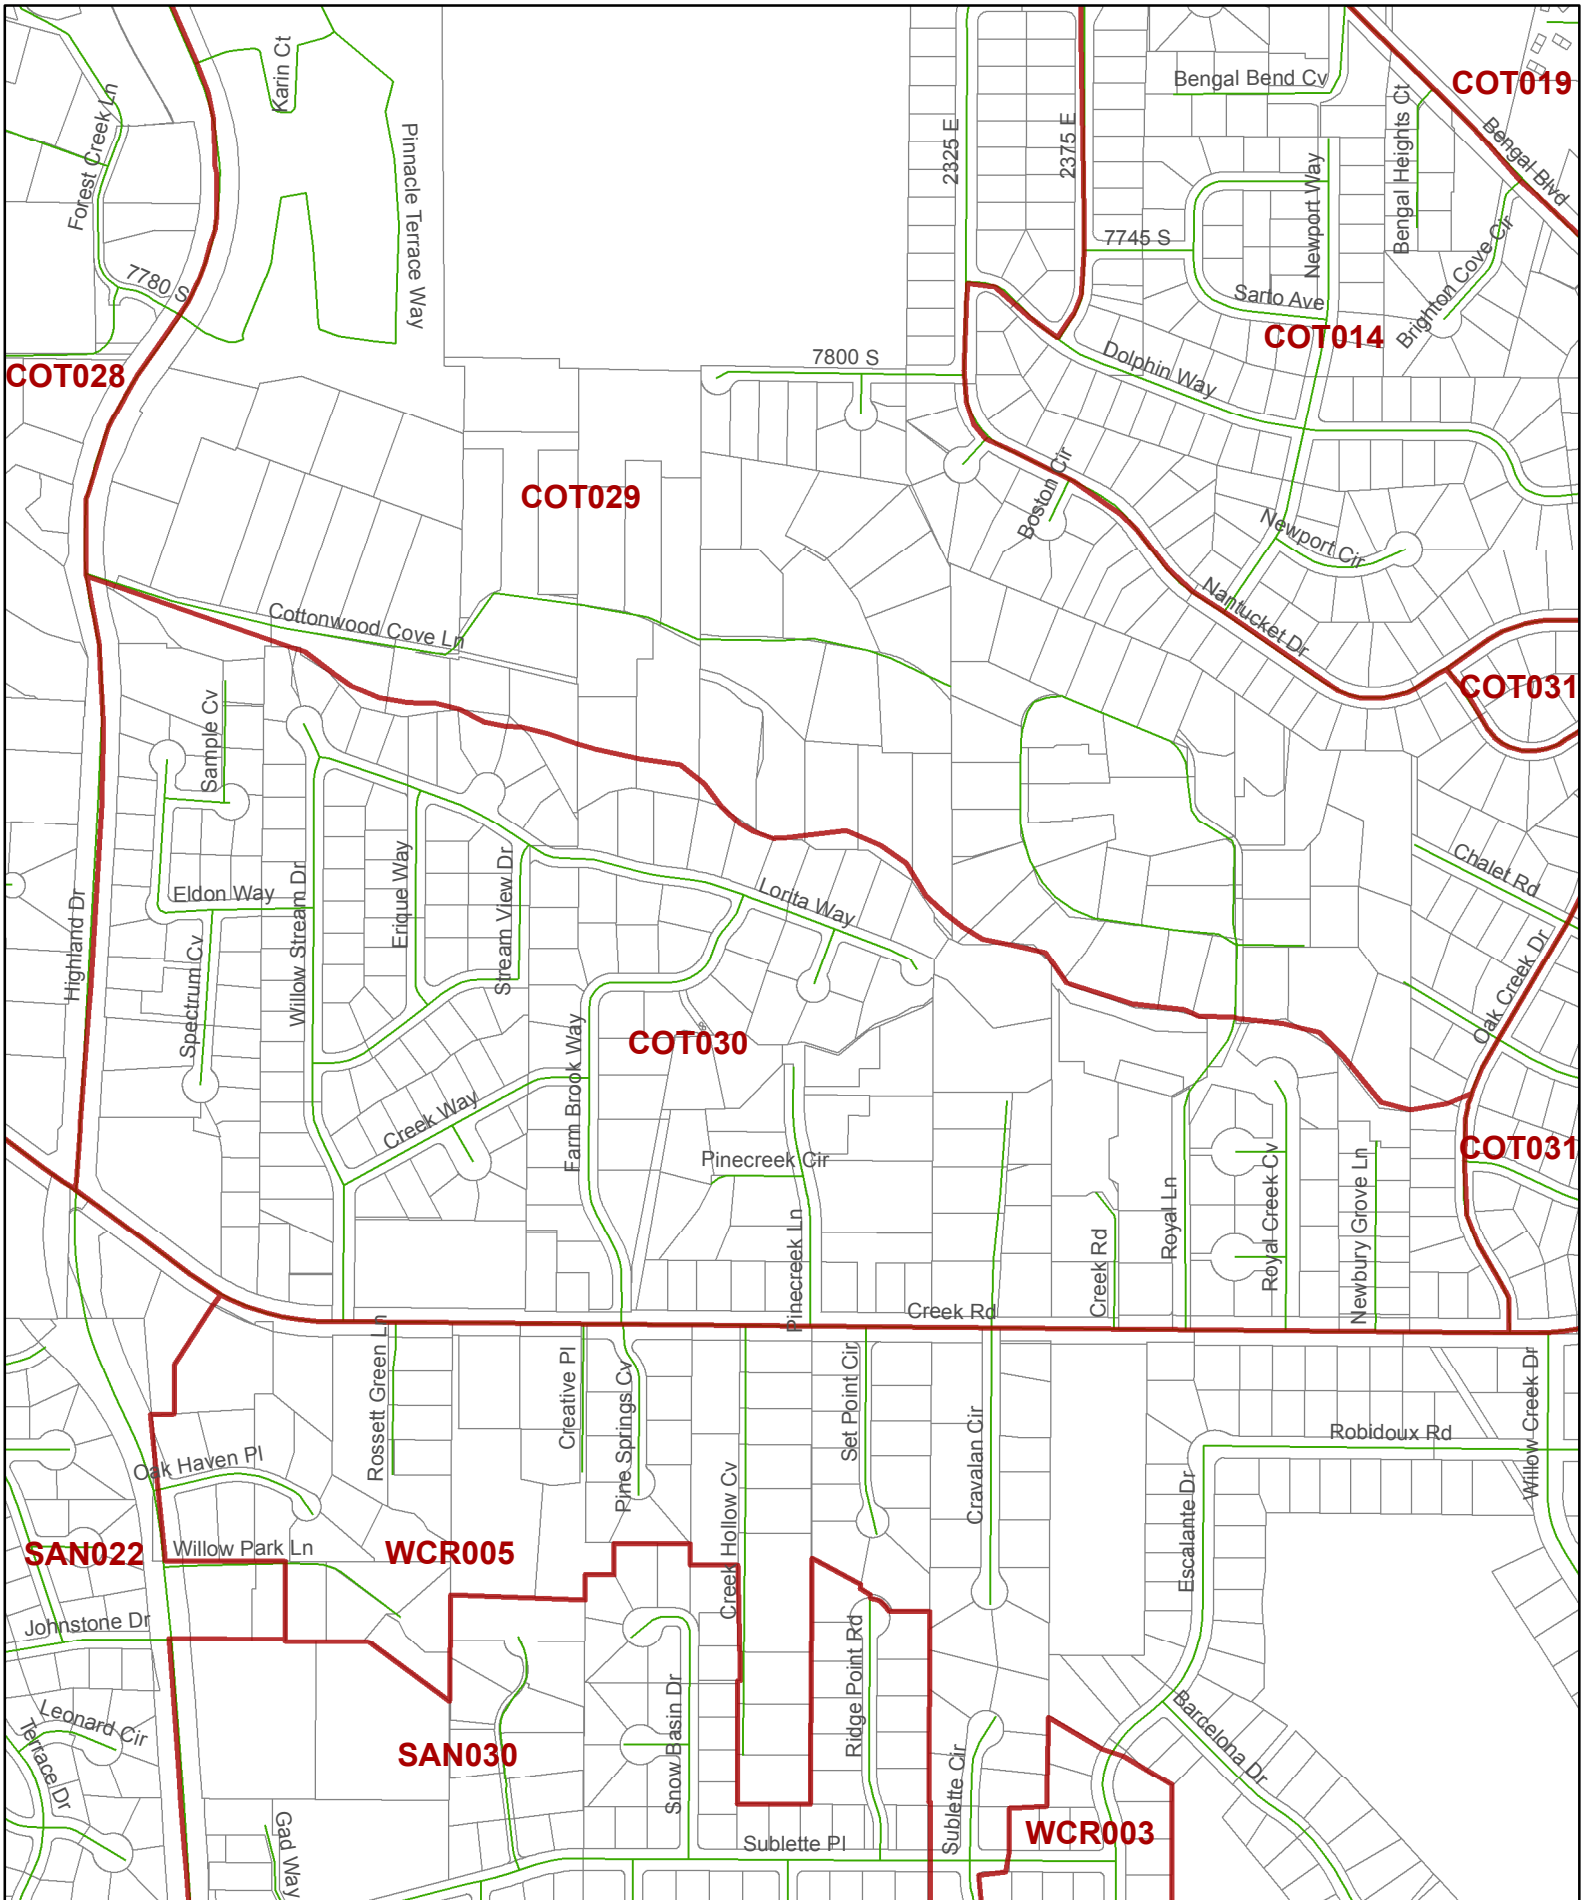 Karin Ct
Forest Creek Ln
Pinnacle Terrace Way
7780 S
COT028
2325 E
2375 E
Bengal Bend Cv
COT019
Bengal Blvd
Bengal Heights Ct
Newport Way
7745 S
Sarto Ave
Brighton Cove Cir
COT014
7800 S
Dolphin Way
COT029
Boston Cir
Newport Cir
Nantucket Dr
Cottonwood Cove Ln
COT031
Sample Cv
Chalet Rd
Eldon Way
Highland Dr
Willow Stream Dr
Erique Way
Stream View Dr
Lorita Way
Spectrum Cv
Oak Creek Dr
COT030
Farm Brook Way
Creek Way
Pinecreek Cir
Pinecreek Ln
COT031
Royal Ln
Royal Creek Cv
Newbury Grove Ln
Creek Rd
Creek Rd
Rossett Green Ln
Creative Pl
Pine Springs Cv
Set Point Cir
Cravalan Cir
Robidoux Rd
Willow Creek Dr
Oak Haven Pl
Creek Hollow Cv
Escalante Dr
SAN022
Willow Park Ln
WCR005
Johnstone Dr
Ridge Point Rd
Snow Basin Dr
Leonard Cir
Terrace Dr
SAN030
Barcelona Dr
Sublette Cir
WCR003
Sublette Pl
Gad Way